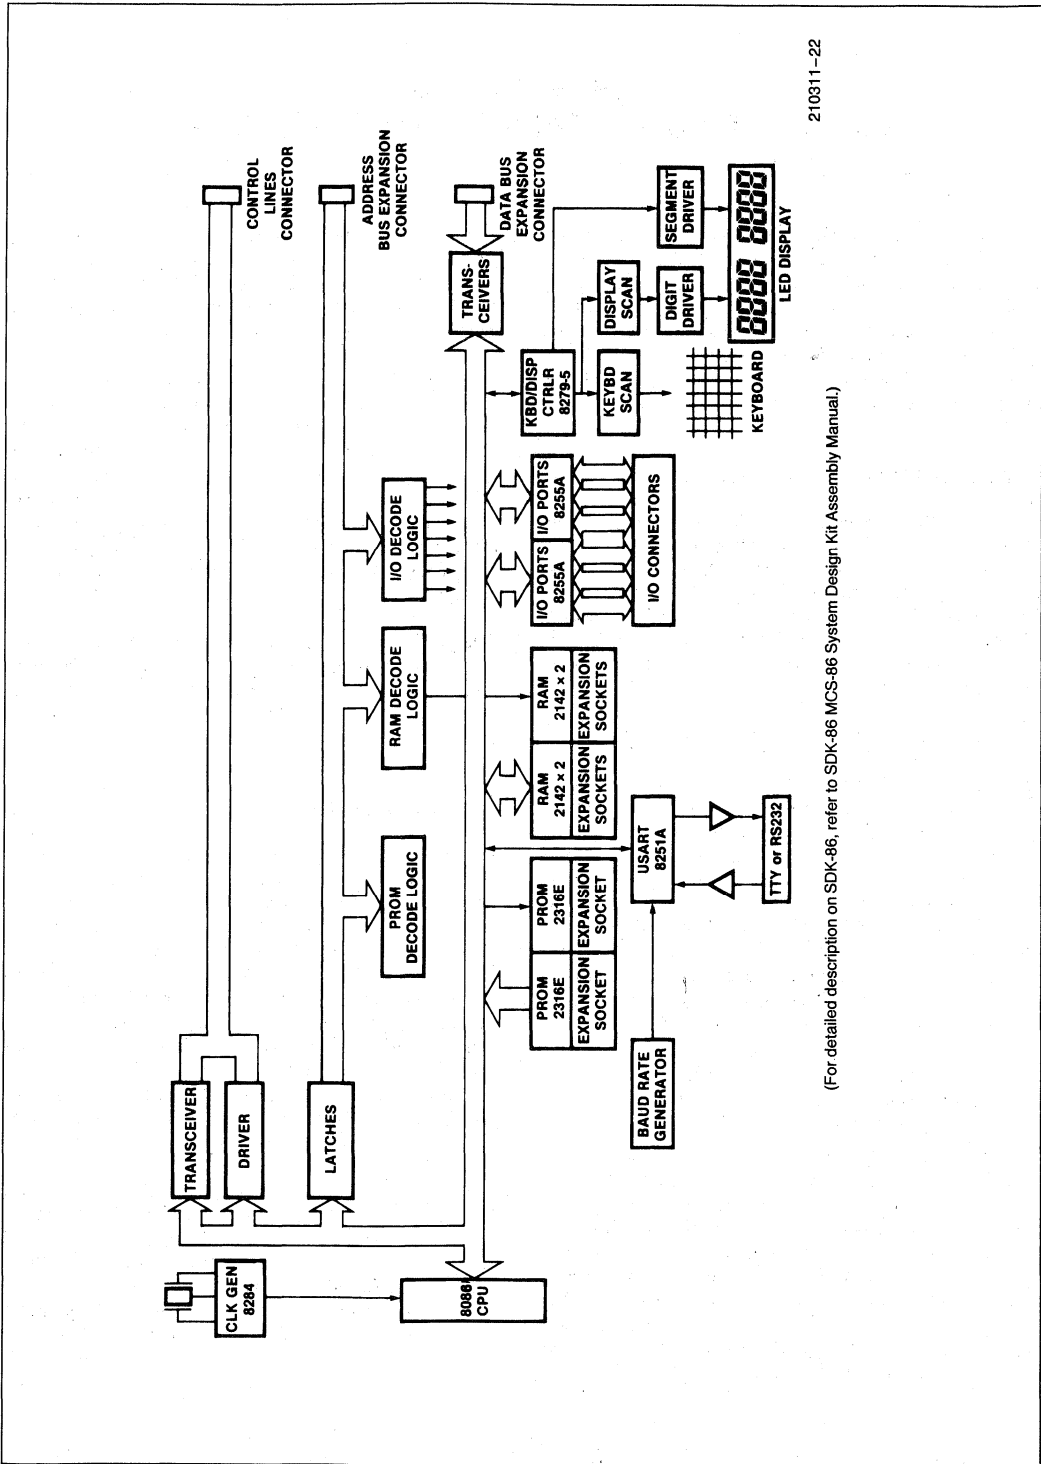 CONTROL
LINES
CONNECTOR
ADDRESS
BUS EXPANSION
CONNECTOR
DATA BUS
EXPANSION
CONNECTOR
TRANSCEIVER
DRIVER
LATCHES
CLK GEN
8284
8086/
CPU
PROM
DECODE LOGIC
RAM DECODE
LOGIC
I/O DECODE
LOGIC
TRANS-
CEIVERS
PROM
2316E
EXPANSION
SOCKET
PROM
2316E
EXPANSION
SOCKET
RAM
2142 x 2
EXPANSION
SOCKETS
RAM
2142 x 2
EXPANSION
SOCKETS
I/O PORTS
8255A
I/O PORTS
8255A
I/O CONNECTORS
KBD/DISP
CTRLR
8279-5
KEYBD
SCAN
DISPLAY
SCAN
DIGIT
DRIVER
SEGMENT
DRIVER
KEYBOARD
8888 8888
LED DISPLAY
BAUD RATE
GENERATOR
USART
8251A
TTY or RS232
210311–22
(For detailed description on SDK-86, refer to SDK-86 MCS-86 System Design Kit Assembly Manual.)